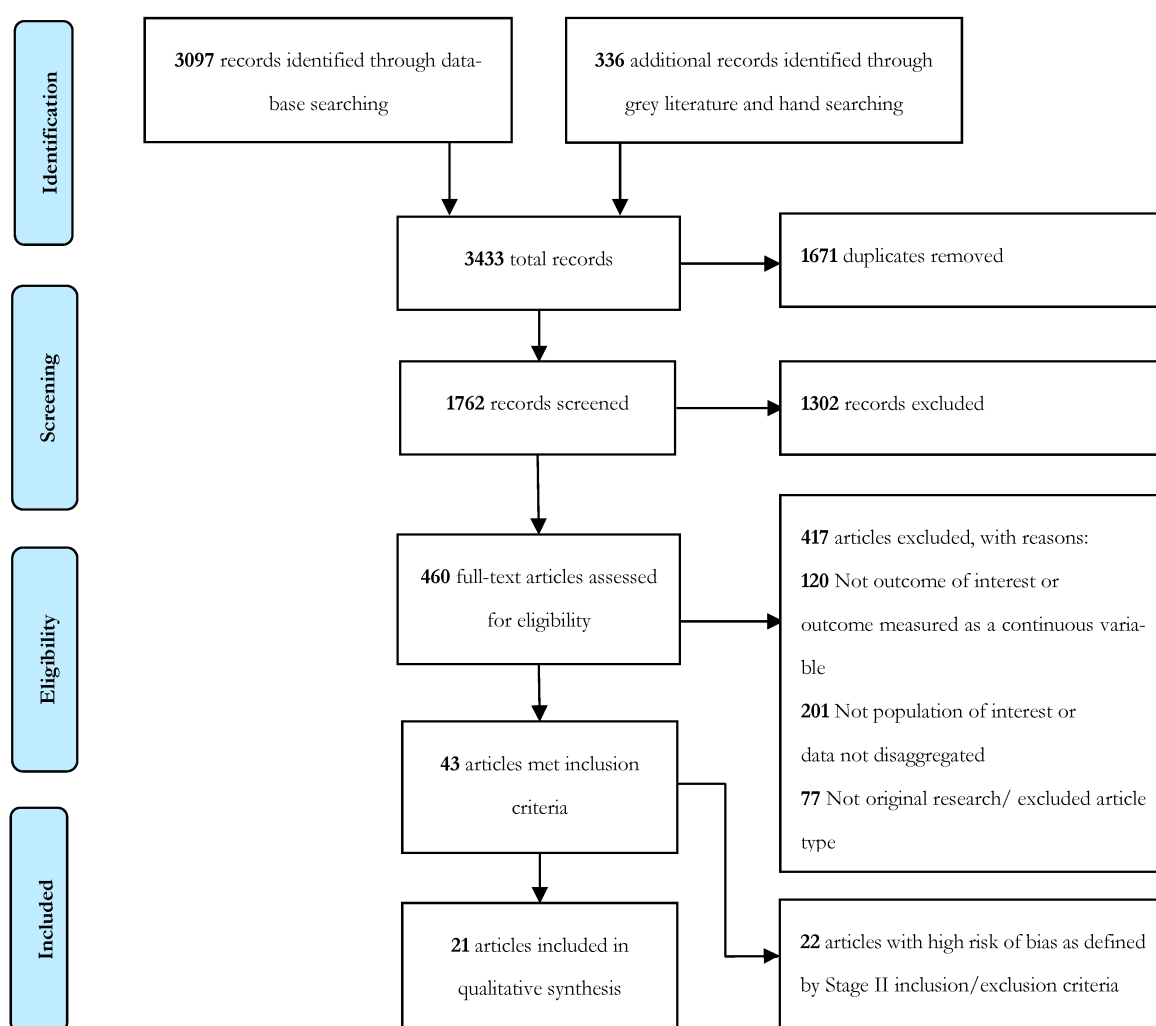 Identification
3097 records identified through data-
base searching
336 additional records identified through
grey literature and hand searching
3433 total records
1671 duplicates removed
Screening
1762 records screened
1302 records excluded
Eligibility
460 full-text articles assessed
for eligibility
417 articles excluded, with reasons:
120 Not outcome of interest or
outcome measured as a continuous varia-
ble
201 Not population of interest or
data not disaggregated
77 Not original research/ excluded article
type
43 articles met inclusion
criteria
Included
21 articles included in
qualitative synthesis
22 articles with high risk of bias as defined
by Stage II inclusion/exclusion criteria